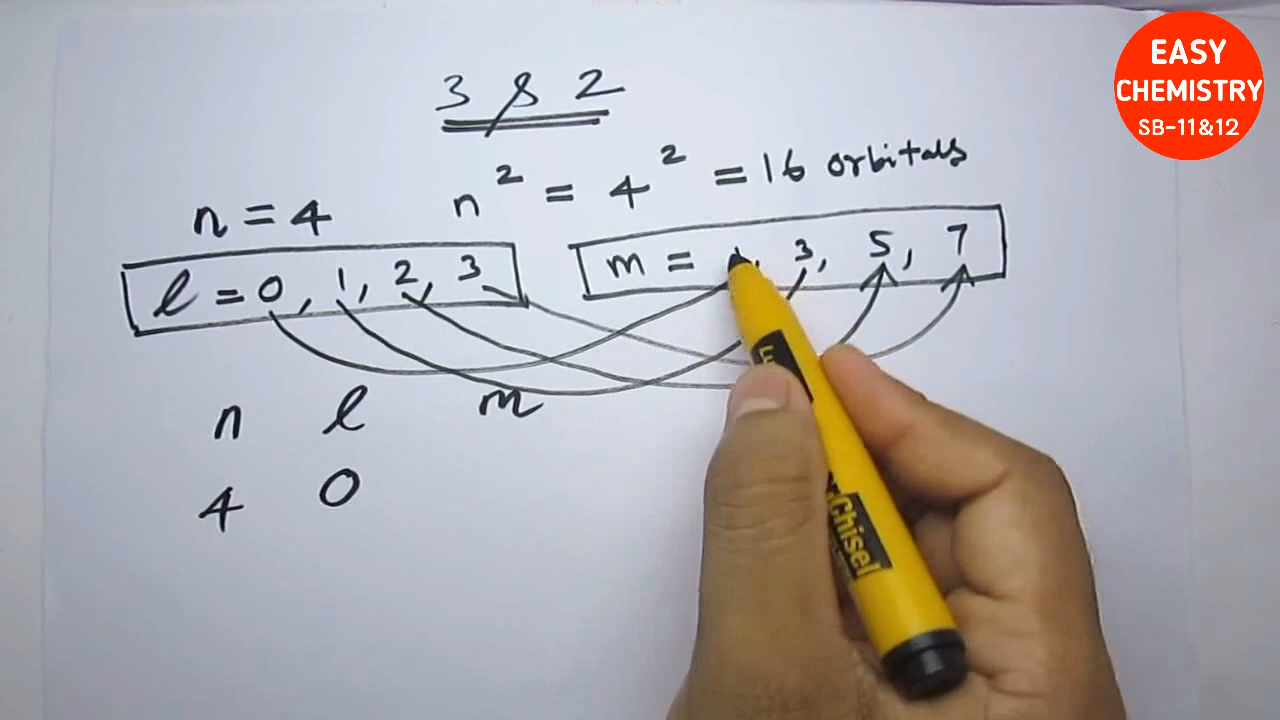 EASY
CHEMISTRY
SB-11&12
3 & 2
n² = 4² = 16 orbitals
n = 4
l = 0, 1, 2, 3
m = , 3, 5, 7
n l m
4 0
Chisel